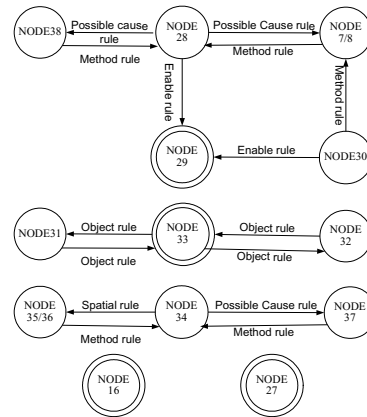 NODE38
Possible cause
rule
Method rule
NODE
28
Possible Cause rule
Method rule
NODE
7/8
Enable rule
Method rule
NODE
29
Enable rule
NODE30
NODE31
Object rule
Object rule
NODE
33
Object rule
Object rule
NODE
32
NODE
35/36
Spatial rule
Method rule
NODE
34
Possible Cause rule
Method rule
NODE
37
NODE
16
NODE
27